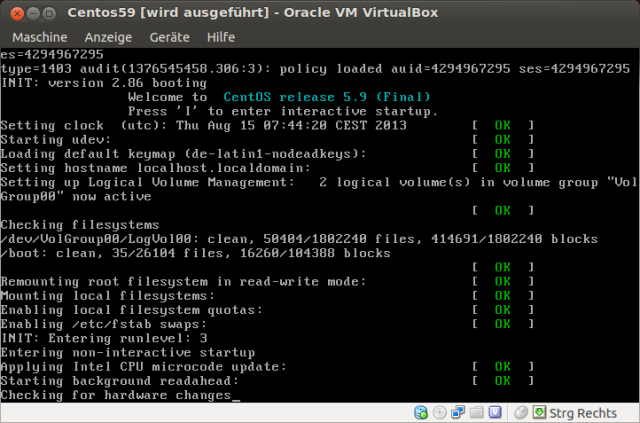 Centos59 [wird ausgeführt] - Oracle VM VirtualBox
Maschine Anzeige Geräte Hilfe
es=4294967295
type=1403 audit(1376545458.306:3): policy loaded auid=4294967295 ses=4294967295
INIT: version 2.86 booting
Welcome to CentOS release 5.9 (Final)
Press 'I' to enter interactive startup.
Setting clock (utc): Thu Aug 15 07:44:20 CEST 2013 [ OK ]
Starting udev: [ OK ]
Loading default keymap (de-latin1-nodeadkeys): [ OK ]
Setting hostname localhost.localdomain: [ OK ]
Setting up Logical Volume Management: 2 logical volume(s) in volume group "Vol
Group00" now active
[ OK ]
Checking filesystems
/dev/VolGroup00/LogVol00: clean, 50404/1802240 files, 414691/1802240 blocks
/boot: clean, 35/26104 files, 16260/104388 blocks
[ OK ]
Remounting root filesystem in read-write mode: [ OK ]
Mounting local filesystems: [ OK ]
Enabling local filesystem quotas: [ OK ]
Enabling /etc/fstab swaps: [ OK ]
INIT: Entering runlevel: 3
Entering non-interactive startup
Applying Intel CPU microcode update: [ OK ]
Starting background readahead: [ OK ]
Checking for hardware changes_
Strg Rechts